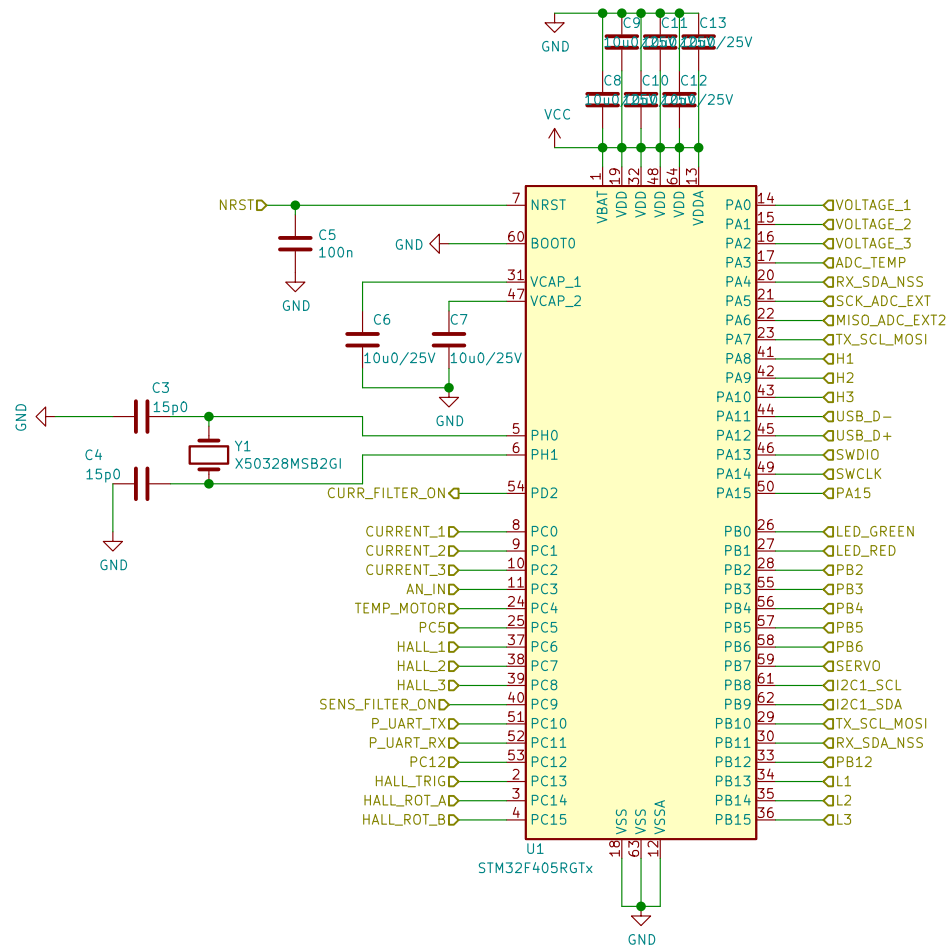 C9
C11
C13
GND
10u0/25V
C8
C10
C12
10u0/25V
VCC
1
19
32
48
64
13
VBAT
VDD
VDD
VDD
VDD
VDDA
NRST
7
NRST
C5
100n
GND
GND
60
BOOT0
31
VCAP_1
47
VCAP_2
C6
10u0/25V
C7
10u0/25V
GND
C3
15p0
GND
Y1
X50328MSB2GI
C4
15p0
GND
5
PH0
6
PH1
CURR_FILTER_ON
54
PD2
CURRENT_1
8
PC0
CURRENT_2
9
PC1
CURRENT_3
10
PC2
AN_IN
11
PC3
TEMP_MOTOR
24
PC4
PC5
25
PC5
HALL_1
37
PC6
HALL_2
38
PC7
HALL_3
39
PC8
SENS_FILTER_ON
40
PC9
P_UART_TX
51
PC10
P_UART_RX
52
PC11
PC12
53
PC12
HALL_TRIG
2
PC13
HALL_ROT_A
3
PC14
HALL_ROT_B
4
PC15
PA0
14
VOLTAGE_1
PA1
15
VOLTAGE_2
PA2
16
VOLTAGE_3
PA3
17
ADC_TEMP
PA4
20
RX_SDA_NSS
PA5
21
SCK_ADC_EXT
PA6
22
MISO_ADC_EXT2
PA7
23
TX_SCL_MOSI
PA8
41
H1
PA9
42
H2
PA10
43
H3
PA11
44
USB_D-
PA12
45
USB_D+
PA13
46
SWDIO
PA14
49
SWCLK
PA15
50
PA15
PB0
26
LED_GREEN
PB1
27
LED_RED
PB2
28
PB2
PB3
55
PB3
PB4
56
PB4
PB5
57
PB5
PB6
58
PB6
PB7
59
SERVO
PB8
61
I2C1_SCL
PB9
62
I2C1_SDA
PB10
29
TX_SCL_MOSI
PB11
30
RX_SDA_NSS
PB12
33
PB12
PB13
34
L1
PB14
35
L2
PB15
36
L3
VSS
VSS
VSSA
18
63
12
U1
STM32F405RGTx
GND